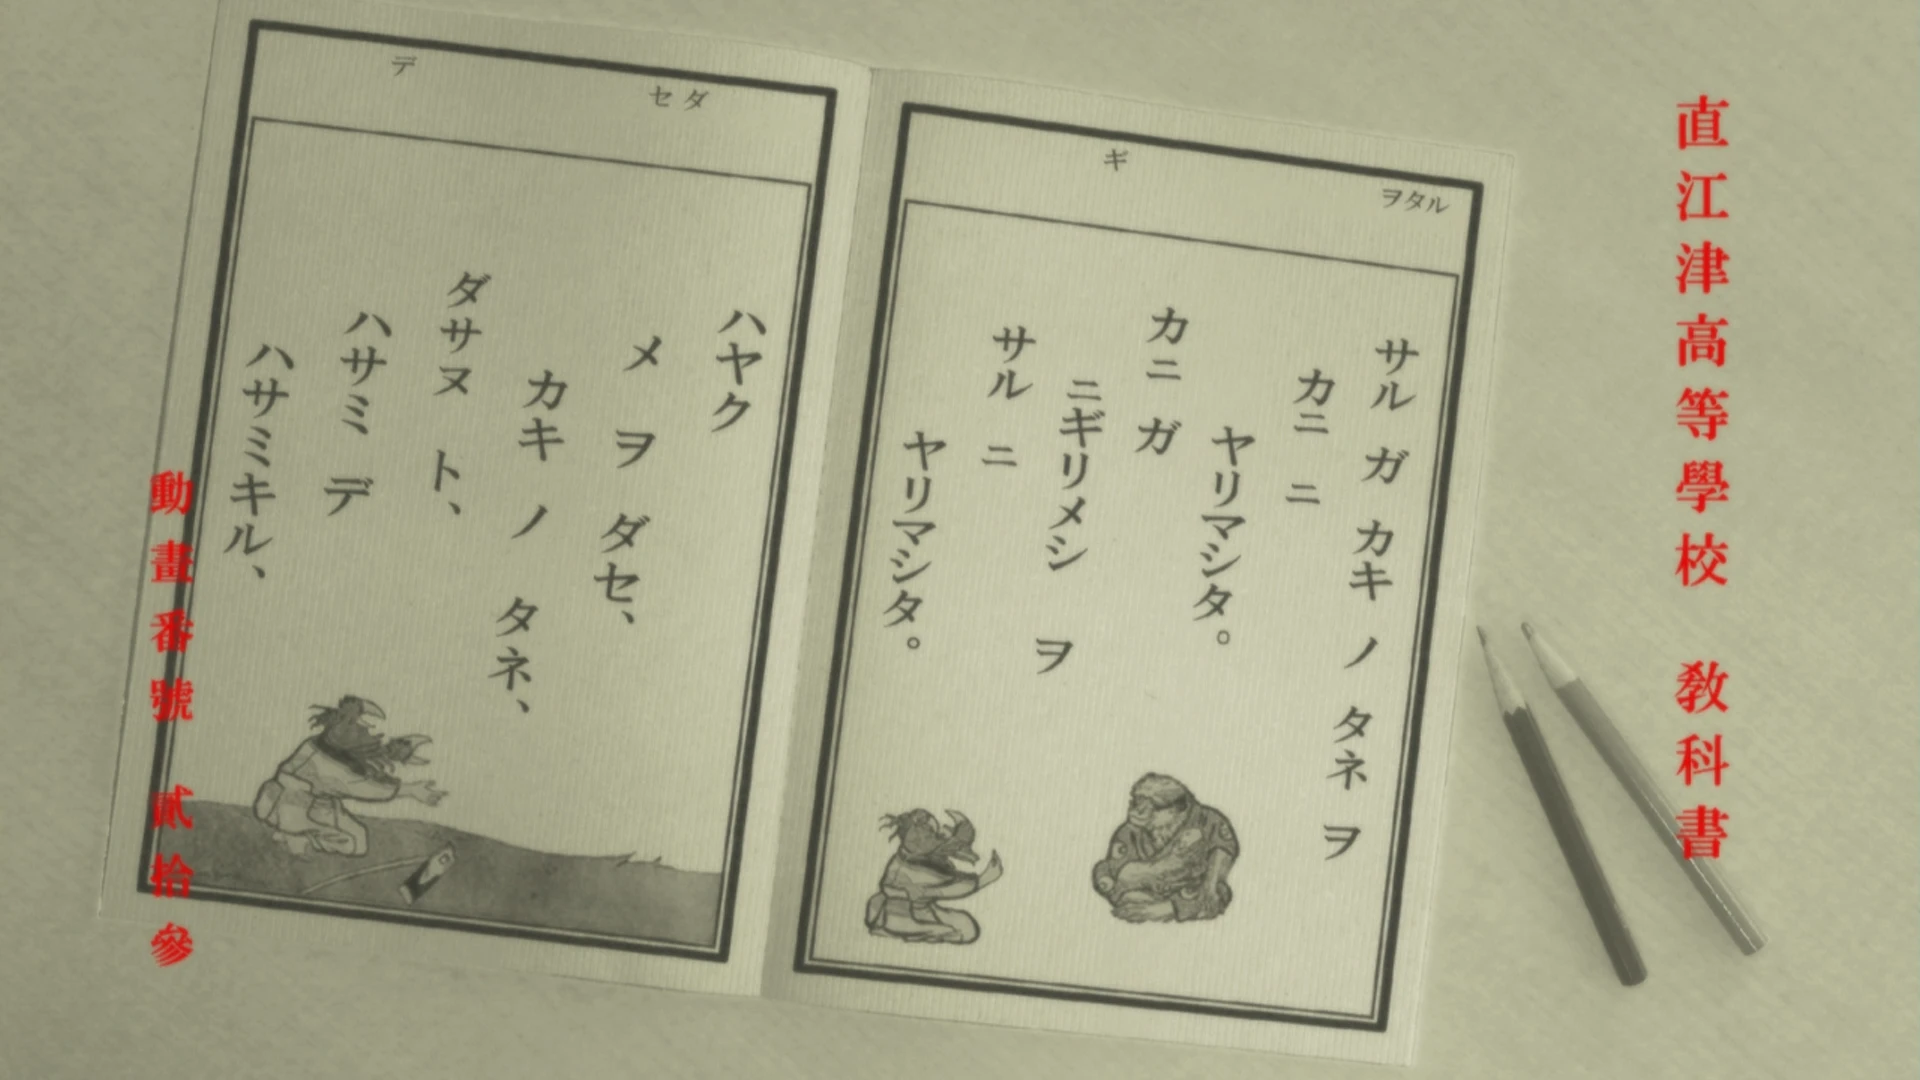 直江津高等學校　敎科書
ヲタル
ギ
サル ガ カキ ノ タネ ヲ
カニ ニ
ヤリマシタ。
カニ ガ
ニギリメシ ヲ
サル ニ
ヤリマシタ。
セダ
デ
ハヤク
メ ヲ ダセ、
カキ ノ タネ、
ダサヌ ト、
ハサミ デ
ハサミキル、
動畫番號　貳拾參